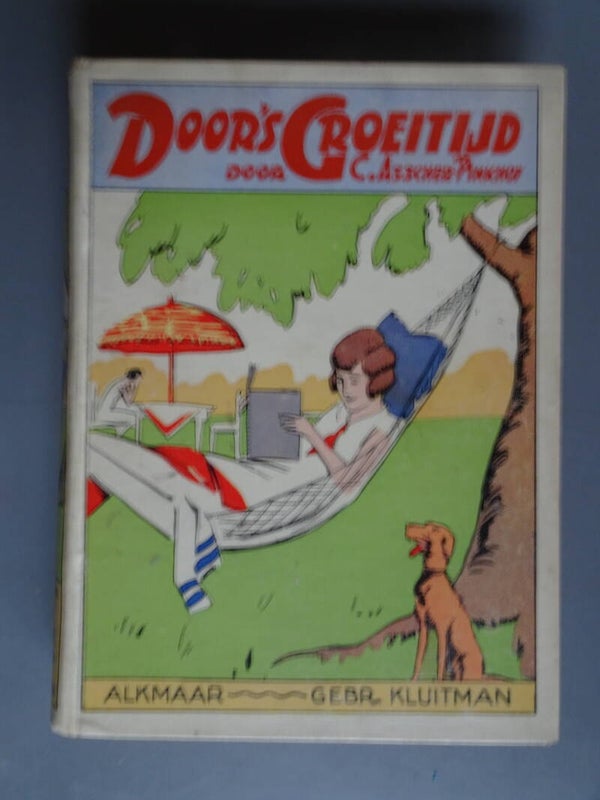 DOOR'S GROEITIJD
DOOR C. ASSCHER-PINKHOF
ALKMAAR GEBR. KLUITMAN